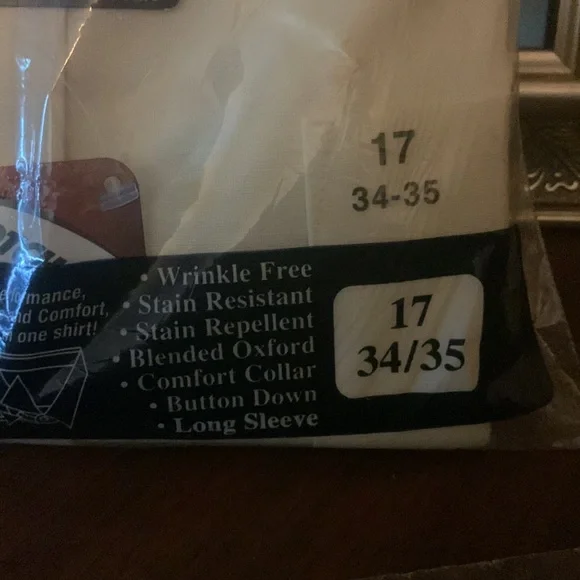 17
34-35
and Comfort,
one shirt!
• Wrinkle Free
• Stain Resistant
• Stain Repellent
• Blended Oxford
• Comfort Collar
• Button Down
• Long Sleeve
17
34/35